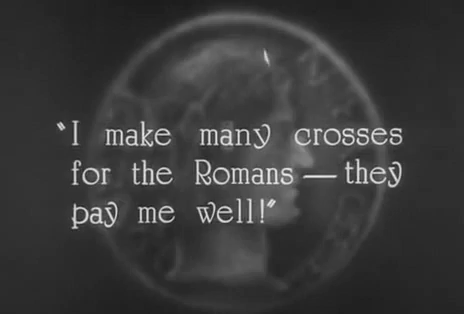 "I make many crosses
for the Romans — they
pay me well!"